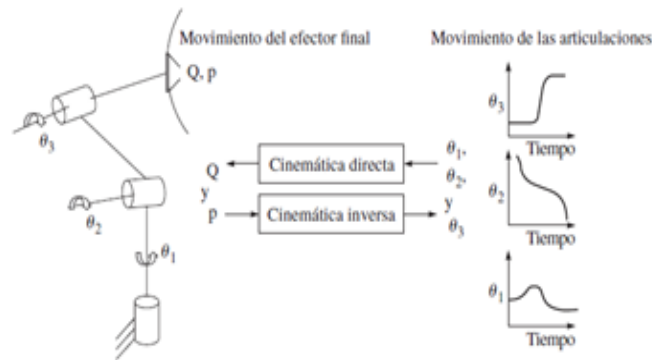 Movimiento del efector final
Movimiento de las articulaciones
Q, p
θ3
θ2
θ1
Q
y
p
Cinemática directa
Cinemática inversa
θ1,
θ2,
y
θ3
θ3
Tiempo
θ2
Tiempo
θ1
Tiempo